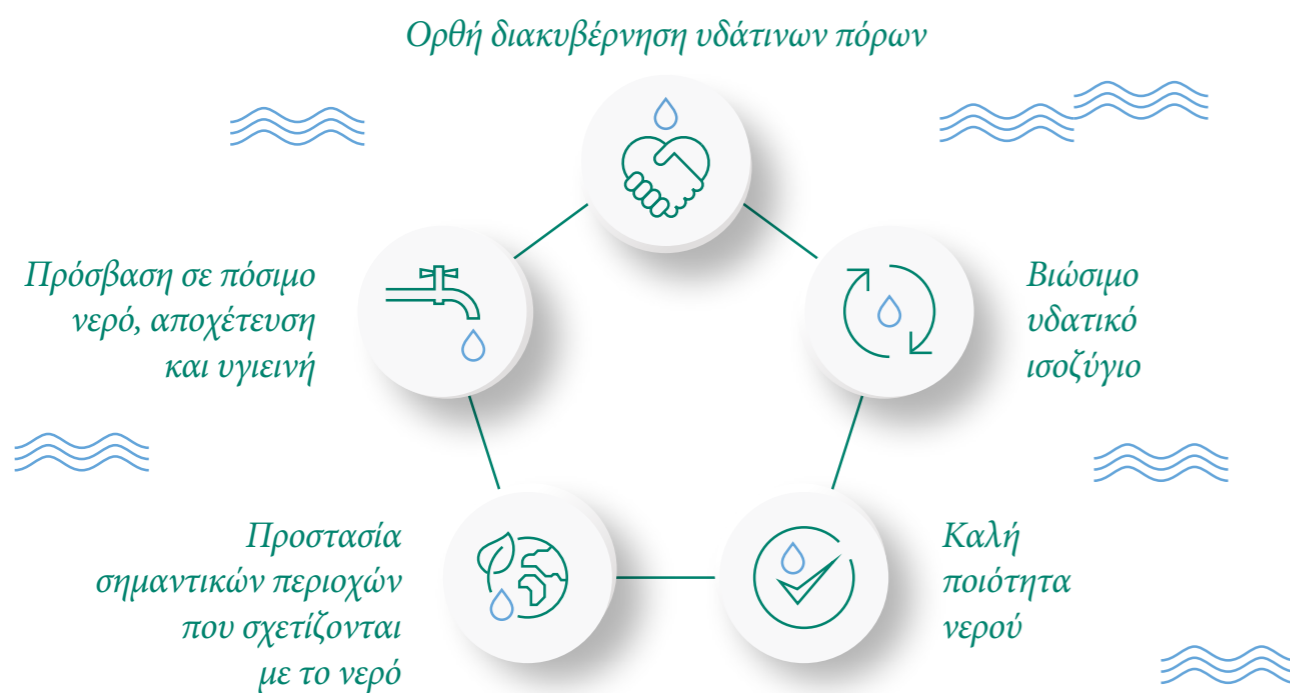 Ορθή διακυβέρνηση υδάτινων πόρων
Πρόσβαση σε πόσιμο
νερό, αποχέτευση
και υγιεινή
Βιώσιμο
υδατικό
ισοζύγιο
Προστασία
σημαντικών περιοχών
που σχετίζονται
με το νερό
Καλή
ποιότητα
νερού